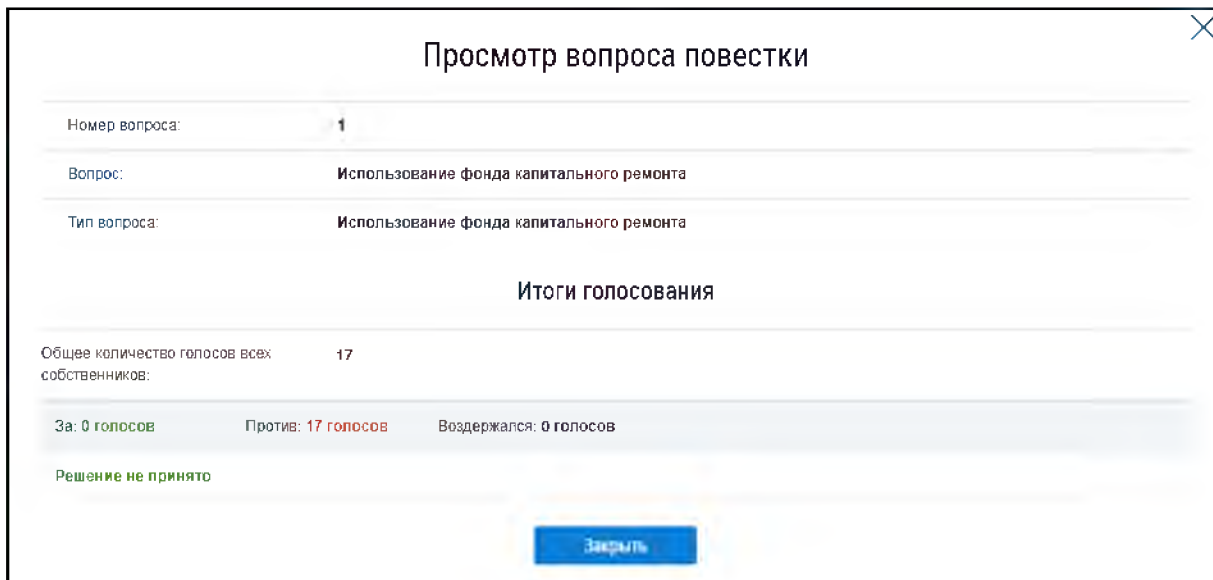 Просмотр вопроса повестки
Номер вопроса: 1
Вопрос: Использование фонда капитального ремонта
Тип вопроса: Использование фонда капитального ремонта
Итоги голосования
Общее количество голосов всех 17
собственников:
За: 0 голосов Против: 17 голосов Воздержался: 0 голосов
Решение не принято
Закрыть